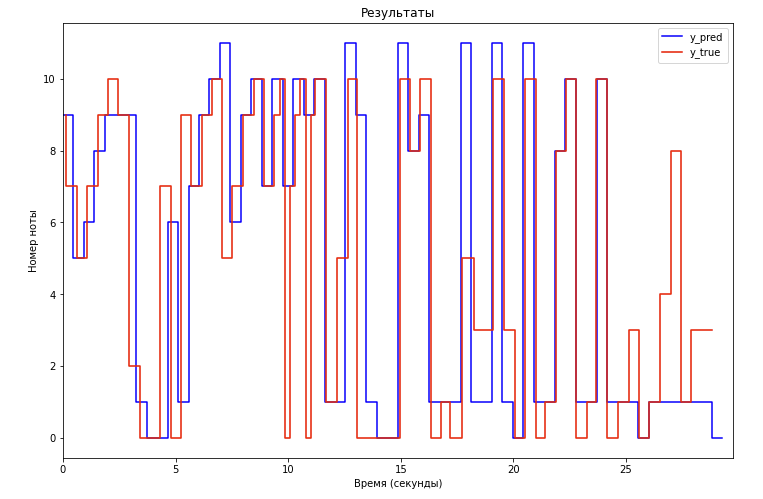 Результаты
y_pred
y_true
10
8
6
4
2
0
Номер ноты
0 5 10 15 20 25
Время (секунды)